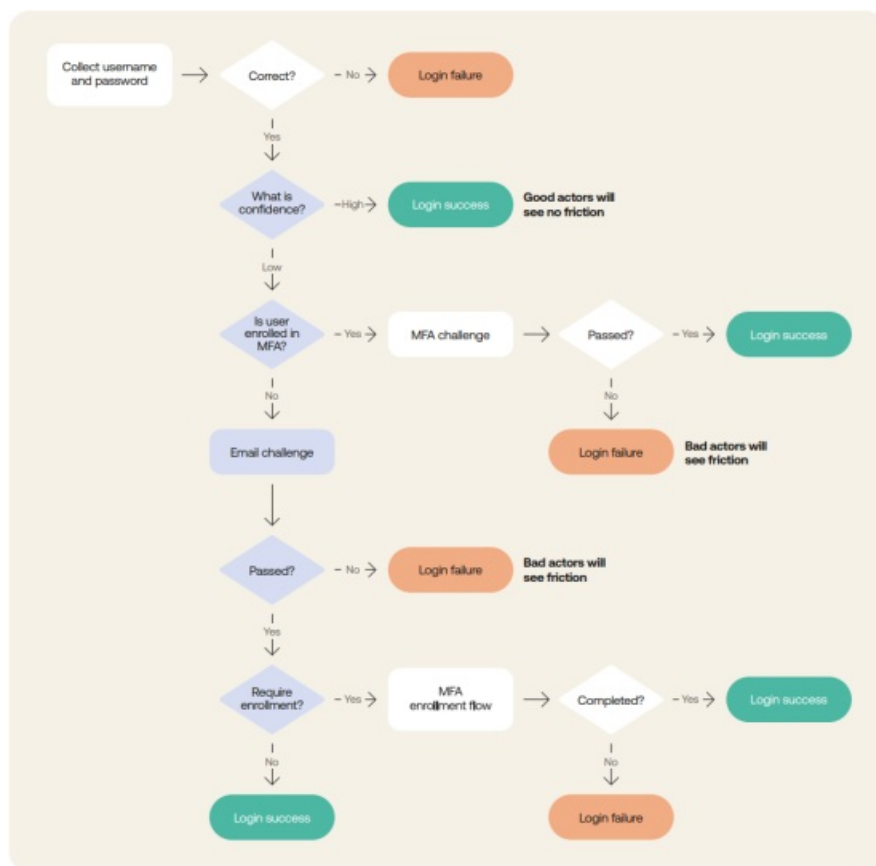 Collect username
and password
Correct?
No
Login failure
Yes
What is
confidence?
High
Login success
Good actors will
see no friction
Low
Is user
enrolled in
MFA?
Yes
MFA challenge
Passed?
Yes
Login success
No
No
Email challenge
Login failure
Bad actors will
see friction
Passed?
No
Login failure
Bad actors will
see friction
Yes
Require
enrollment?
Yes
MFA
enrollment flow
Completed?
Yes
Login success
No
No
Login success
Login failure